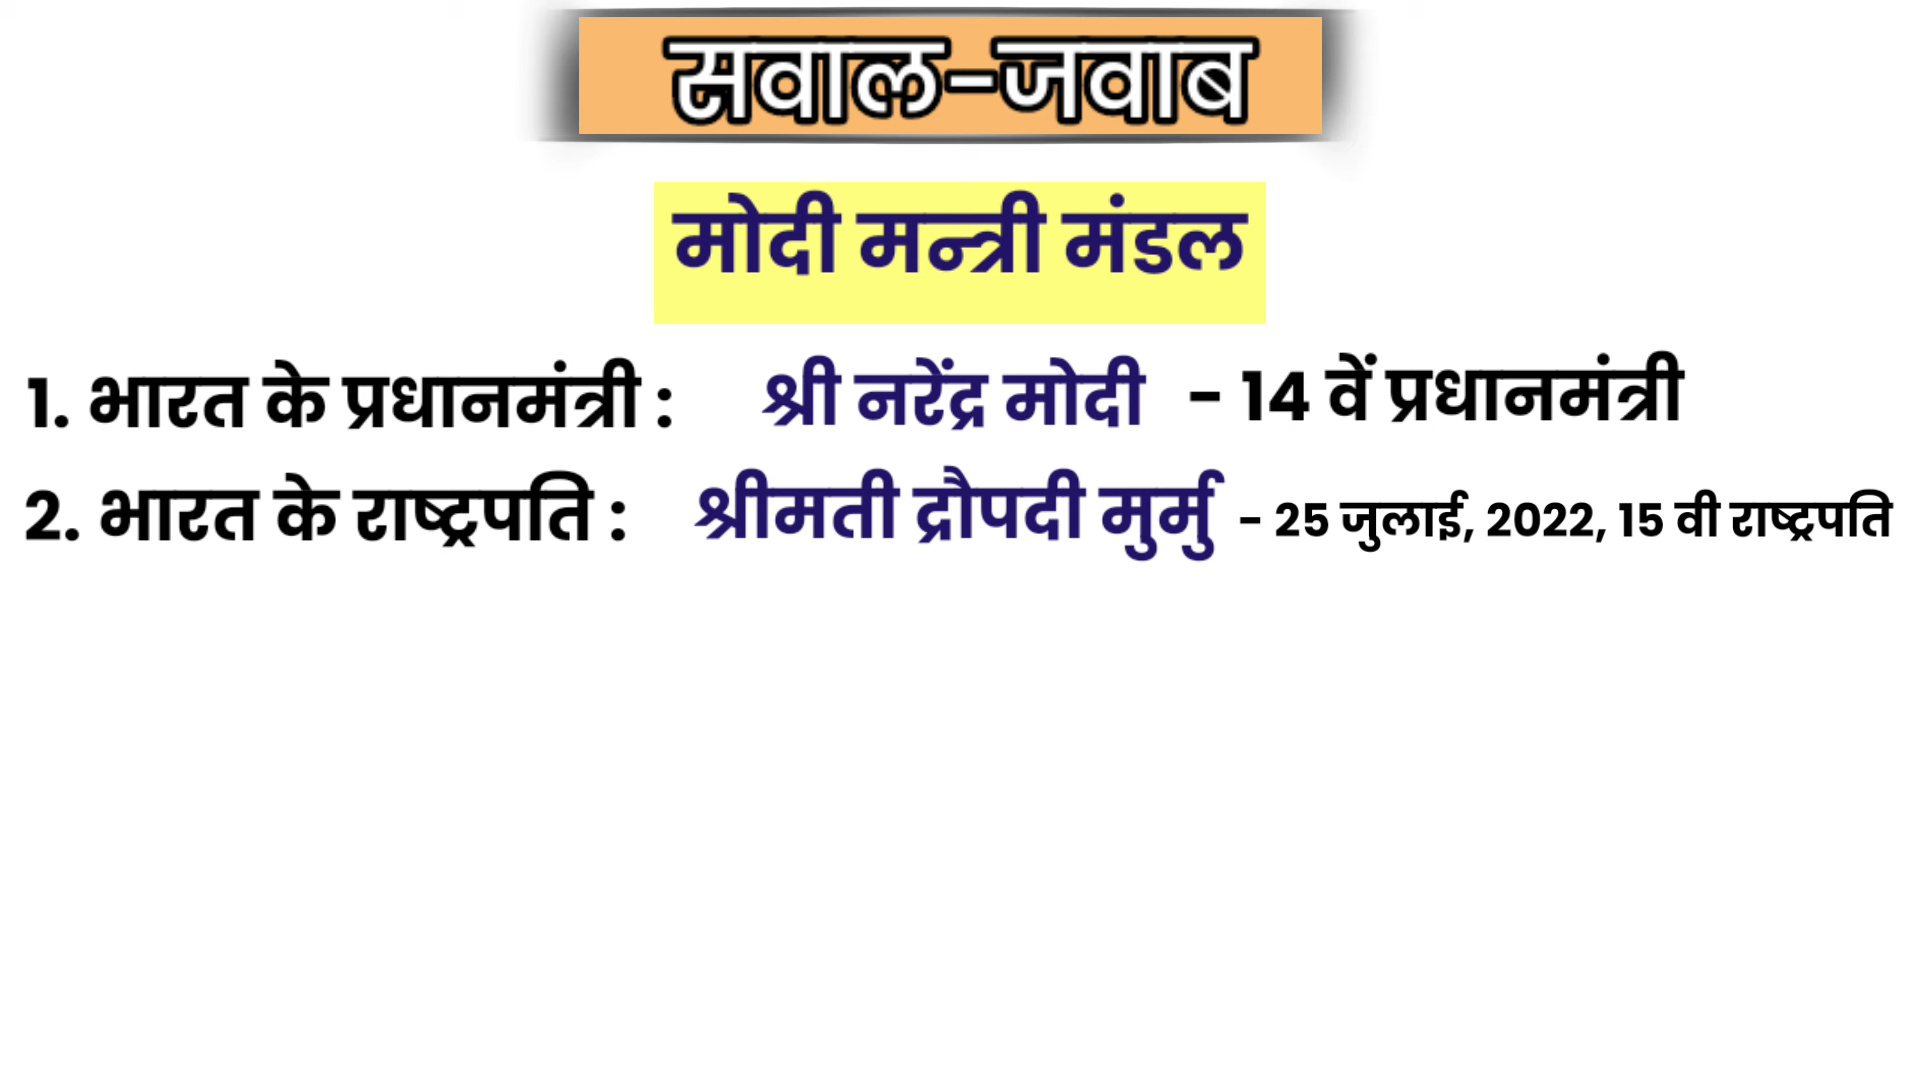 सवाल-जवाब
मोदी मन्त्री मंडल
1. भारत के प्रधानमंत्री : श्री नरेंद्र मोदी - 14 वें प्रधानमंत्री
2. भारत के राष्ट्रपति : श्रीमती द्रौपदी मुर्मु - 25 जुलाई, 2022, 15 वी राष्ट्रपति